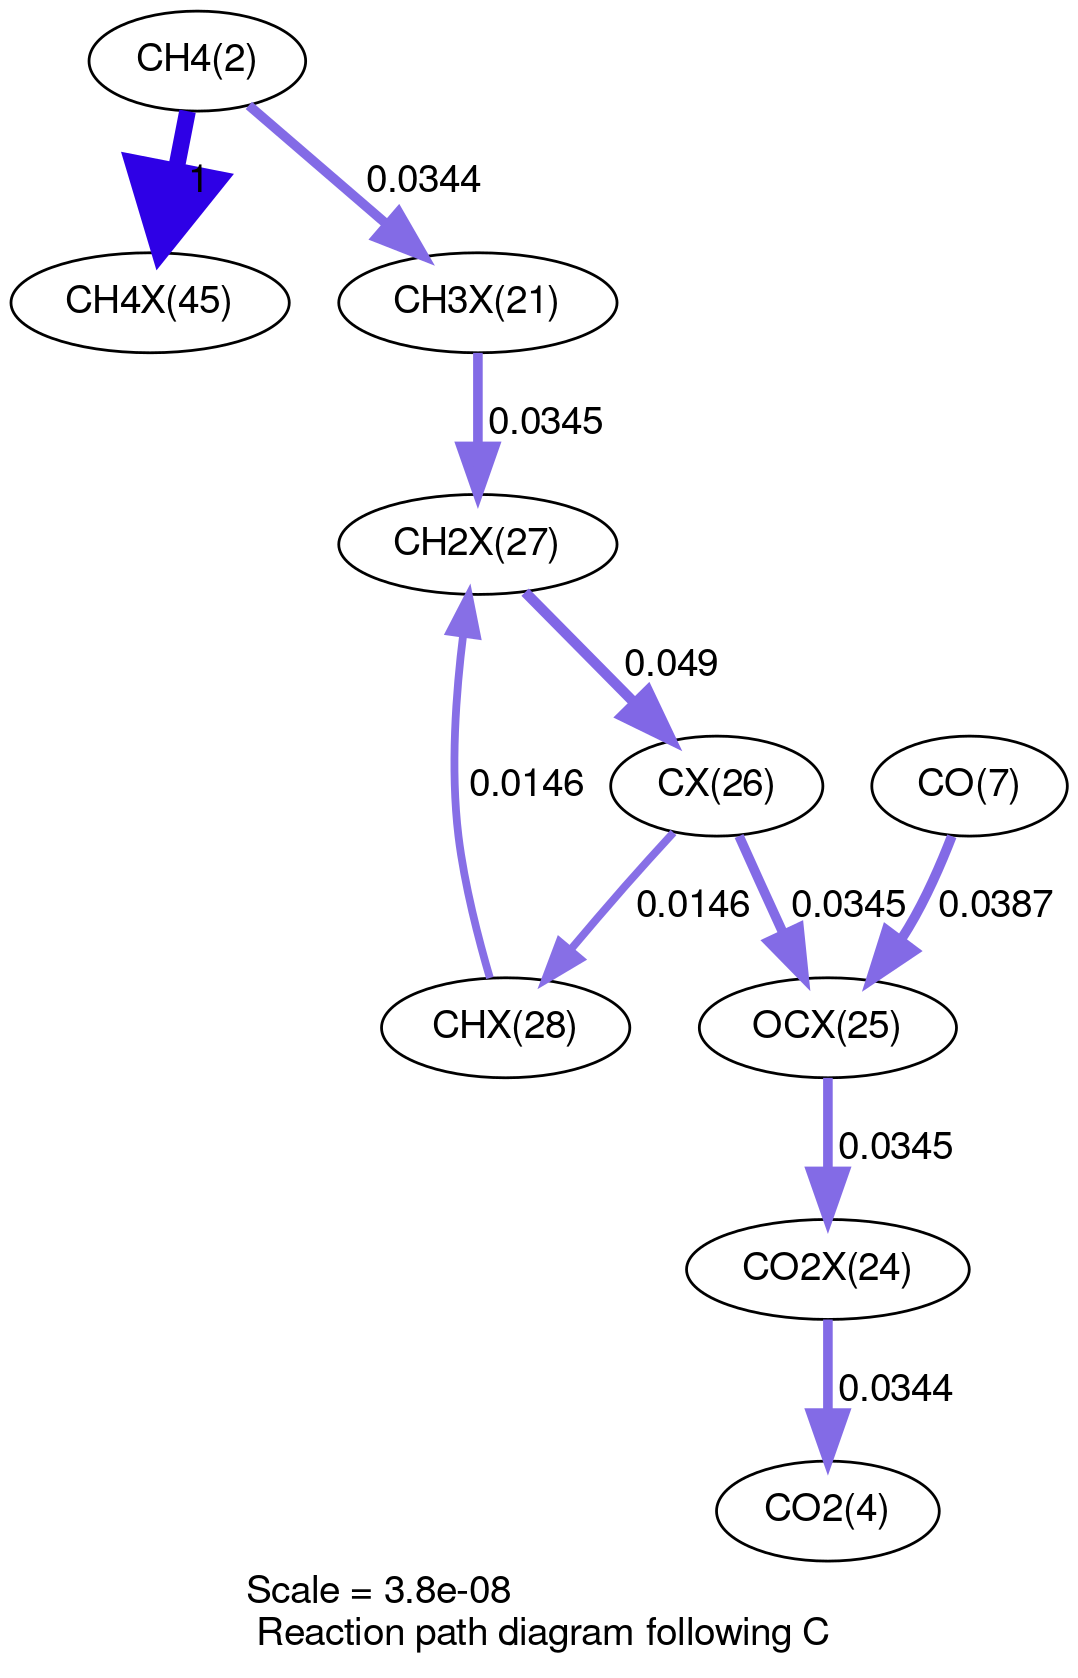 CH4(2)
1
0.0344
CH4X(45)
CH3X(21)
0.0345
CH2X(27)
0.049
0.0146
CX(26)
CO(7)
0.0146
0.0345
0.0387
CHX(28)
OCX(25)
0.0345
CO2X(24)
0.0344
CO2(4)
Scale = 3.8e-08
Reaction path diagram following C